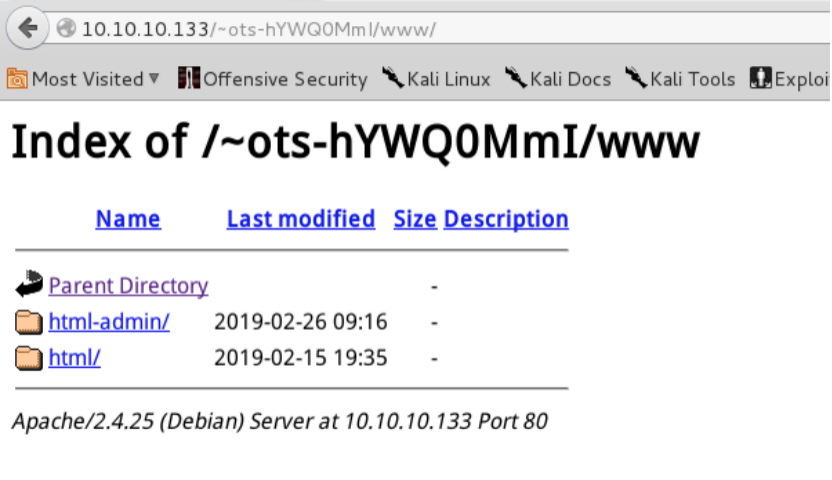 10.10.10.133/~ots-hYWQ0MmI/www/
Most Visited Offensive Security Kali Linux Kali Docs Kali Tools Exploi
Index of /~ots-hYWQ0MmI/www
Name Last modified Size Description
Parent Directory -
html-admin/ 2019-02-26 09:16 -
html/ 2019-02-15 19:35 -
Apache/2.4.25 (Debian) Server at 10.10.10.133 Port 80